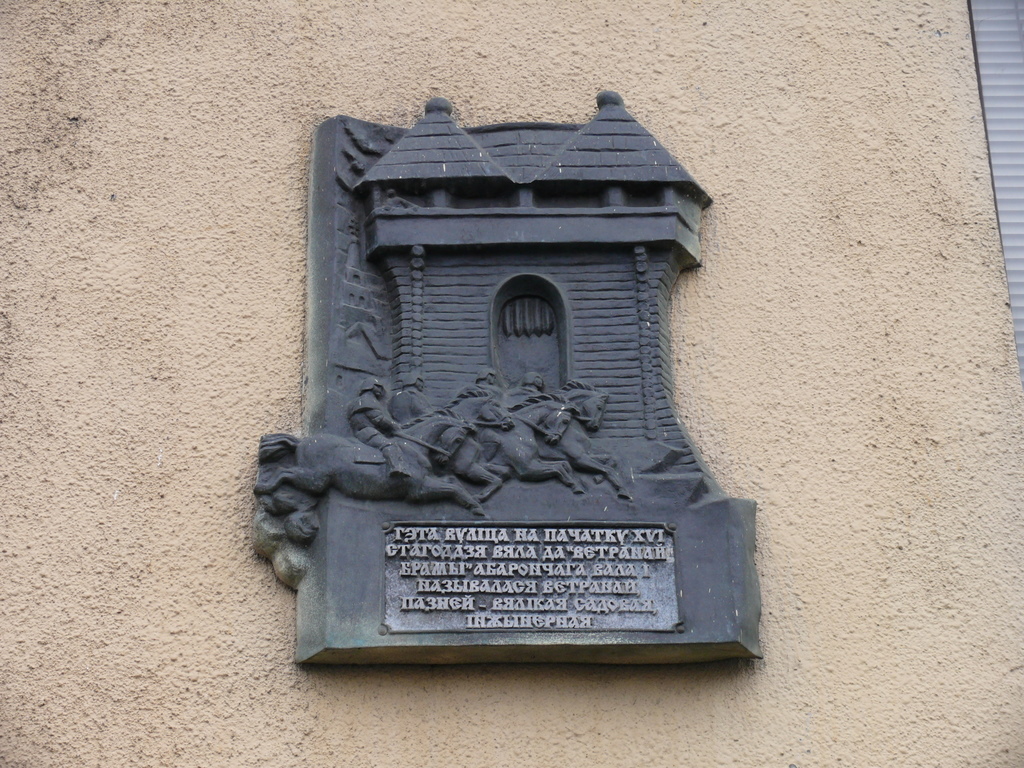 ГЭТА ВУЛІЦА НА ПАЧАТКУ XVI
СТАГОДДЗЯ ВЯЛА ДА "ВЕТРАНАЙ
БРАМЫ" АБАРОНЧАГА ВАЛА І
НАЗЫВАЛАСЯ ВЕТРАНАЙ,
ПАЗНЕЙ - ВЯЛІКАЯ САДОВАЯ,
ІНЖЫНЕРНАЯ